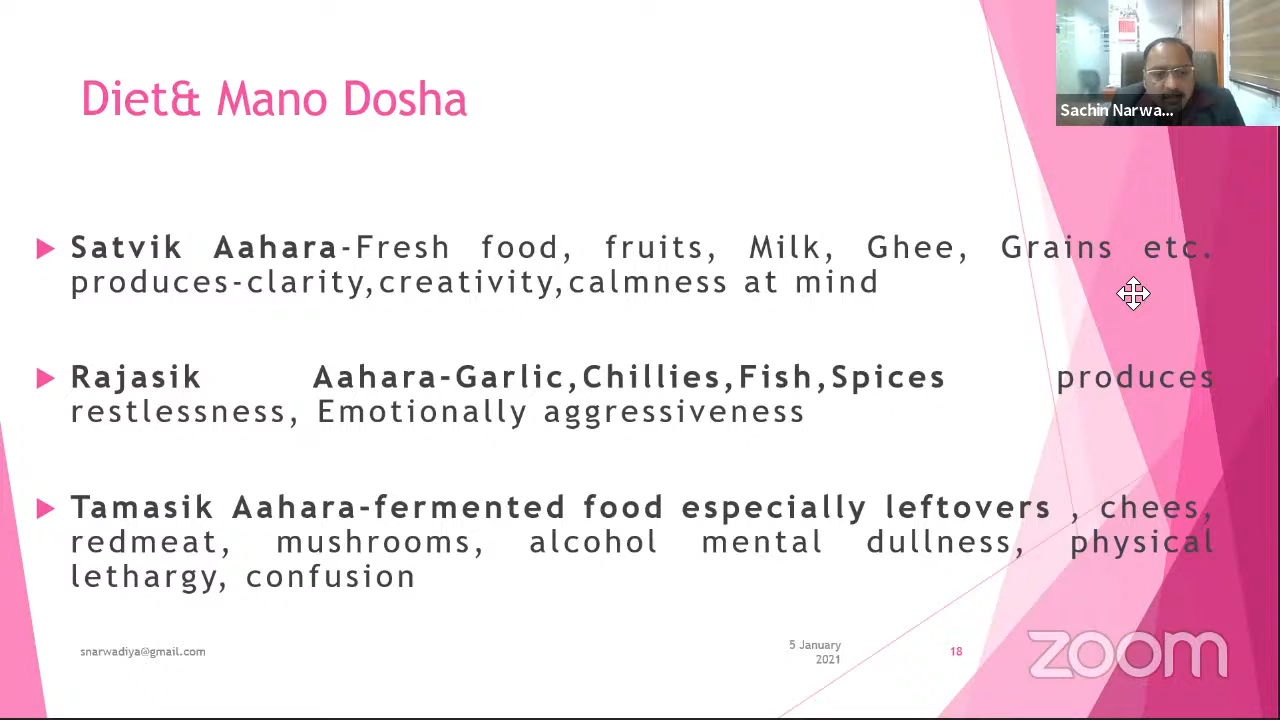 Diet& Mano Dosha
Sachin Narwa...
Satvik Aahara-Fresh food, fruits, Milk, Ghee, Grains etc.
produces-clarity,creativity,calmness at mind
Rajasik Aahara-Garlic,Chillies,Fish,Spices produces
restlessness, Emotionally aggressiveness
Tamasik Aahara-fermented food especially leftovers , chees,
redmeat, mushrooms, alcohol mental dullness, physical
lethargy, confusion
snarwadiya@gmail.com
5 January
2021
18
zoom